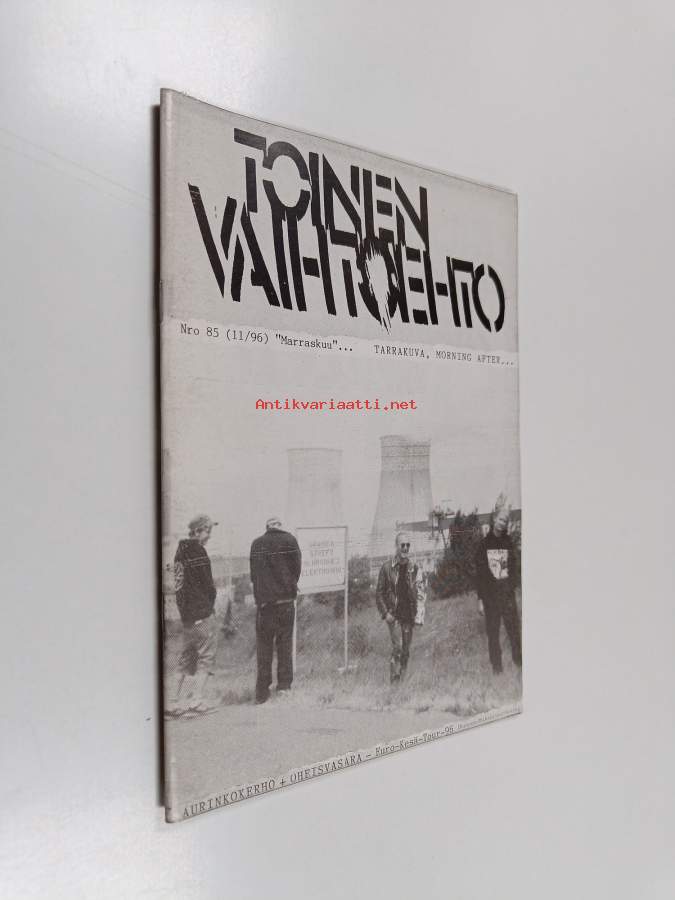 TOINEN
VAIHTOEHTO
Nro 85 (11/96) "Marraskuu"... TARRAKUVA, MORNING AFTER...
Antikvariaatti.net
AURINKOKERHO + OHEISVASARA - Euro-Kesä-Tour-96